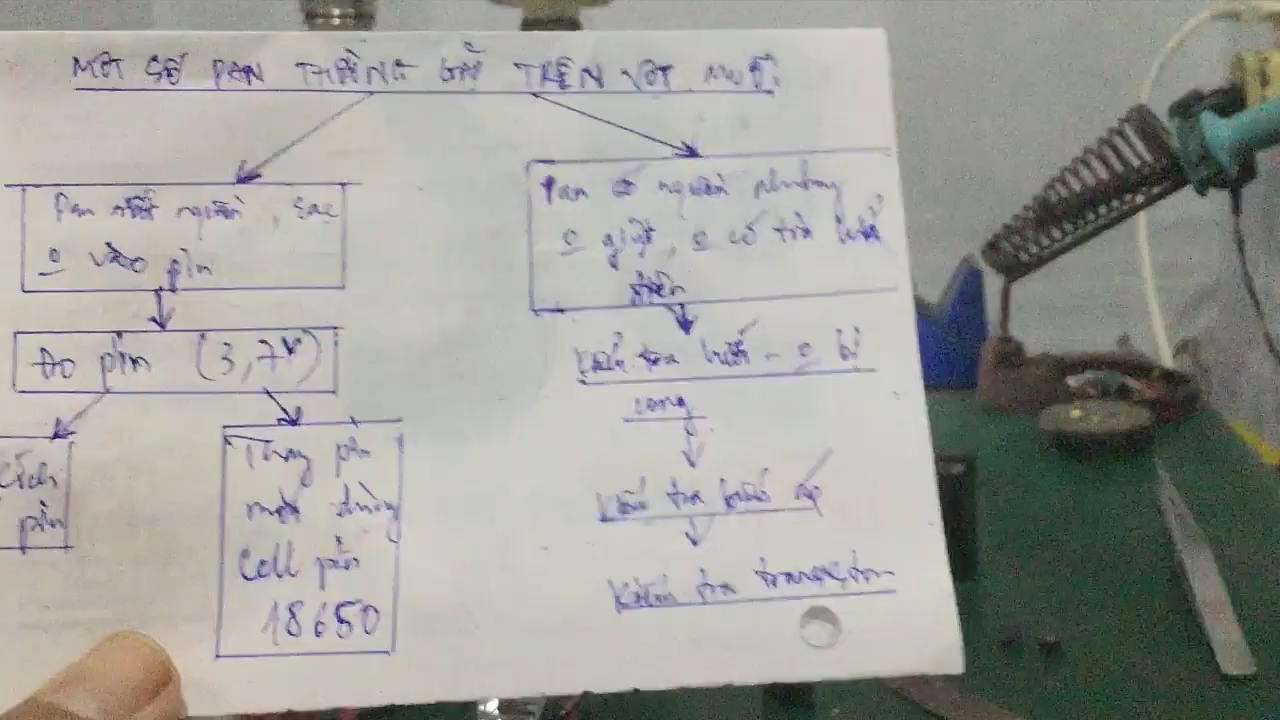 MỘT SỐ PAN THƯỜNG GẶP TRÊN VỢT MUỖI
Pan mất nguồn, sạc
o vào pin
Đo pin (3,7V)
kích
pin
Thay pin
mới dùng
Cell pin
18650
Pan có nguồn nhưng
o giật, o có tia lửa
điện
Kiểm tra lưới - o bị
cong
Kiểm tra biến áp
Kiểm tra transistor